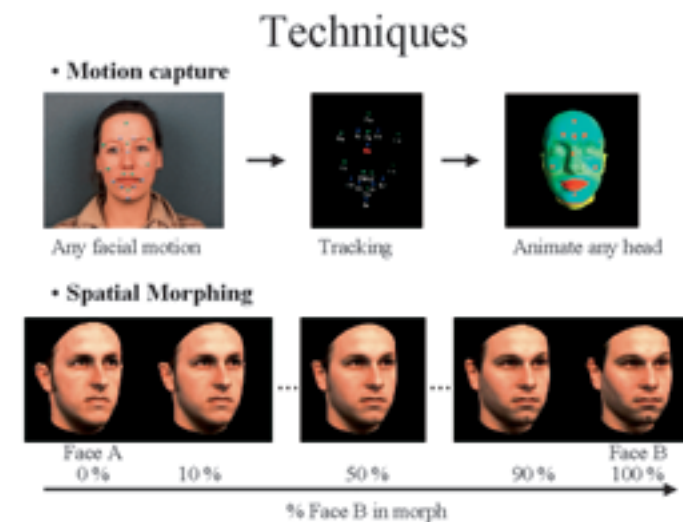 Techniques
• Motion capture
Any facial motion
Tracking
Animate any head
• Spatial Morphing
Face A
Face B
0 %
10 %
50 %
90 %
100 %
% Face B in morph